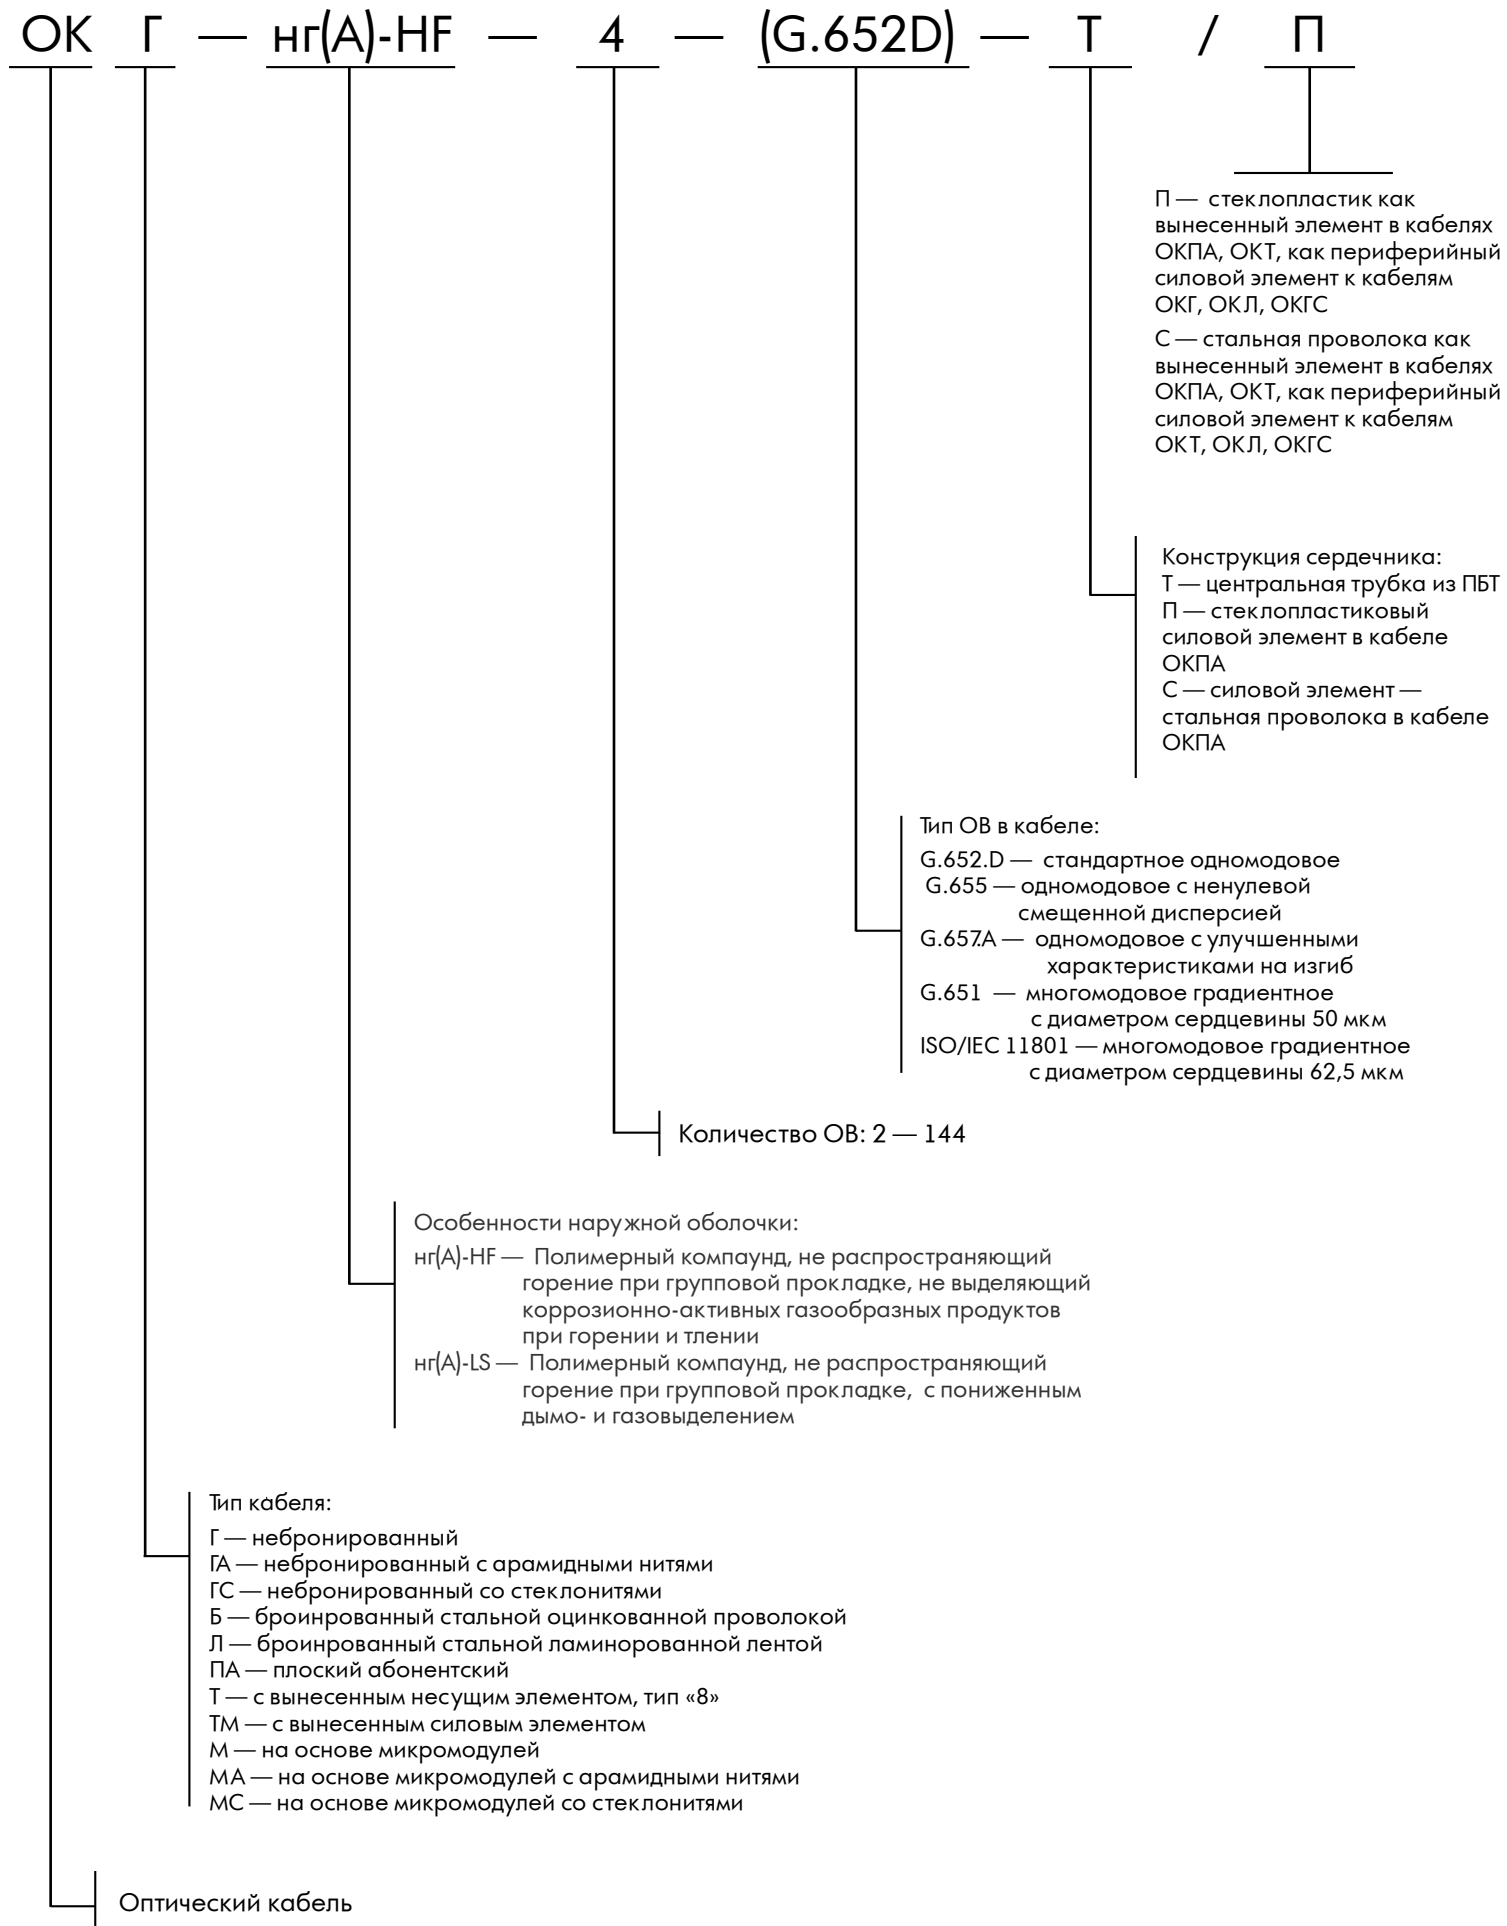 ОК Г — нг(А)-HF — 4 — (G.652D) — Т / П
П — стеклопластик как
вынесенный элемент в кабелях
ОКПА, ОКТ, как периферийный
силовой элемент к кабелям
ОКГ, ОКЛ, ОКГС
С — стальная проволока как
вынесенный элемент в кабелях
ОКПА, ОКТ, как периферийный
силовой элемент к кабелям
ОКТ, ОКЛ, ОКГС
Конструкция сердечника:
Т — центральная трубка из ПБТ
П — стеклопластиковый
силовой элемент в кабеле
ОКПА
С — силовой элемент —
стальная проволока в кабеле
ОКПА
Тип ОВ в кабеле:
G.652.D — стандартное одномодовое
G.655 — одномодовое с ненулевой
смещенной дисперсией
G.657.A — одномодовое с улучшенными
характеристиками на изгиб
G.651 — многомодовое градиентное
с диаметром сердцевины 50 мкм
ISO/IEC 11801 — многомодовое градиентное
с диаметром сердцевины 62,5 мкм
Количество ОВ: 2 — 144
Особенности наружной оболочки:
нг(А)-HF — Полимерный компаунд, не распространяющий
горение при групповой прокладке, не выделяющий
коррозионно-активных газообразных продуктов
при горении и тлении
нг(А)-LS — Полимерный компаунд, не распространяющий
горение при групповой прокладке, с пониженным
дымо- и газовыделением
Тип кабеля:
Г — небронированный
ГА — небронированный с арамидными нитями
ГС — небронированный со стеклонитями
Б — броинрованный стальной оцинкованной проволокой
Л — броинрованный стальной ламинорованной лентой
ПА — плоский абонентский
Т — с вынесенным несущим элементом, тип «8»
ТМ — с вынесенным силовым элементом
М — на основе микромодулей
МА — на основе микромодулей с арамидными нитями
МС — на основе микромодулей со стеклонитями
Оптический кабель